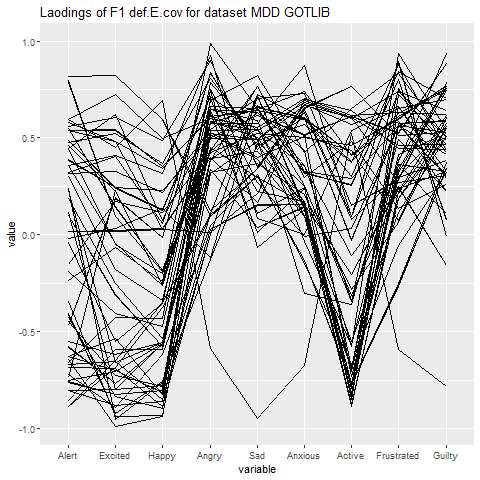 Laodings of F1 def.E.cov for dataset MDD GOTLIB
1.0
0.5
0.0
-0.5
-1.0
value
Alert Excited Happy Angry Sad Anxious Active Frustrated Guilty
variable